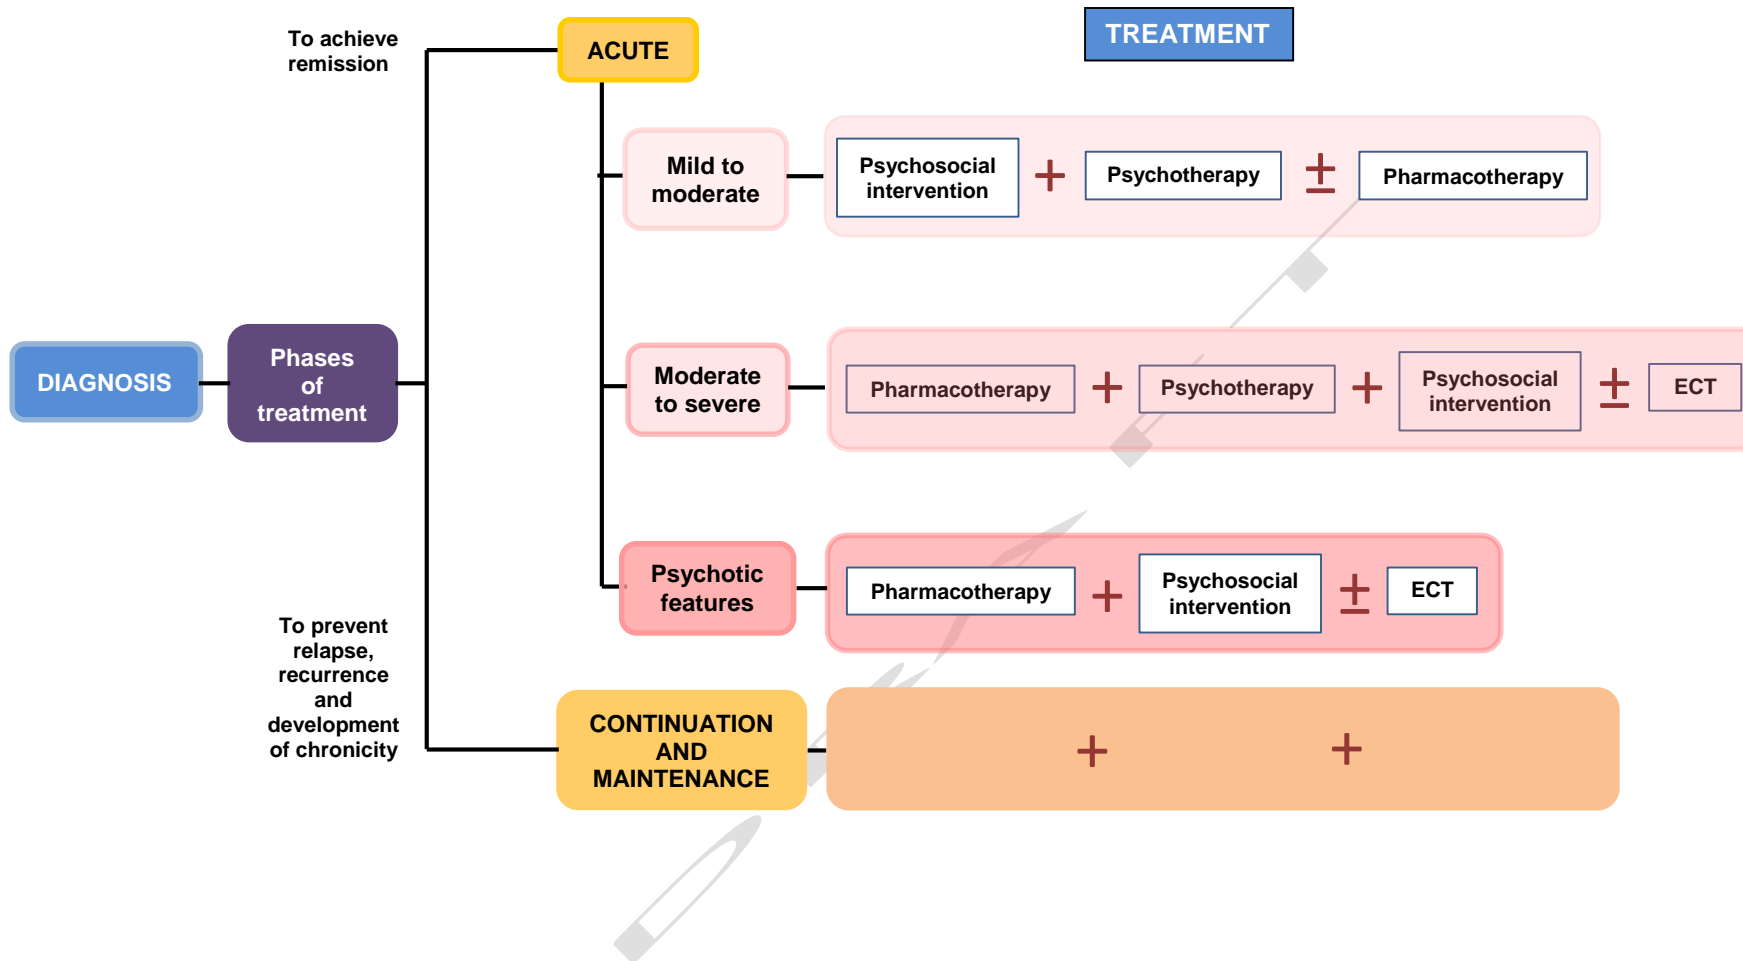 To achieve
remission
ACUTE
TREATMENT
Mild to
moderate
Psychosocial
intervention
+
Psychotherapy
±
Pharmacotherapy
DIAGNOSIS
Phases
of
treatment
Moderate
to severe
Pharmacotherapy
+
Psychotherapy
+
Psychosocial
intervention
±
ECT
Psychotic
features
Pharmacotherapy
+
Psychosocial
intervention
±
ECT
To prevent
relapse,
recurrence
and
development
of chronicity
CONTINUATION
AND
MAINTENANCE
+
+